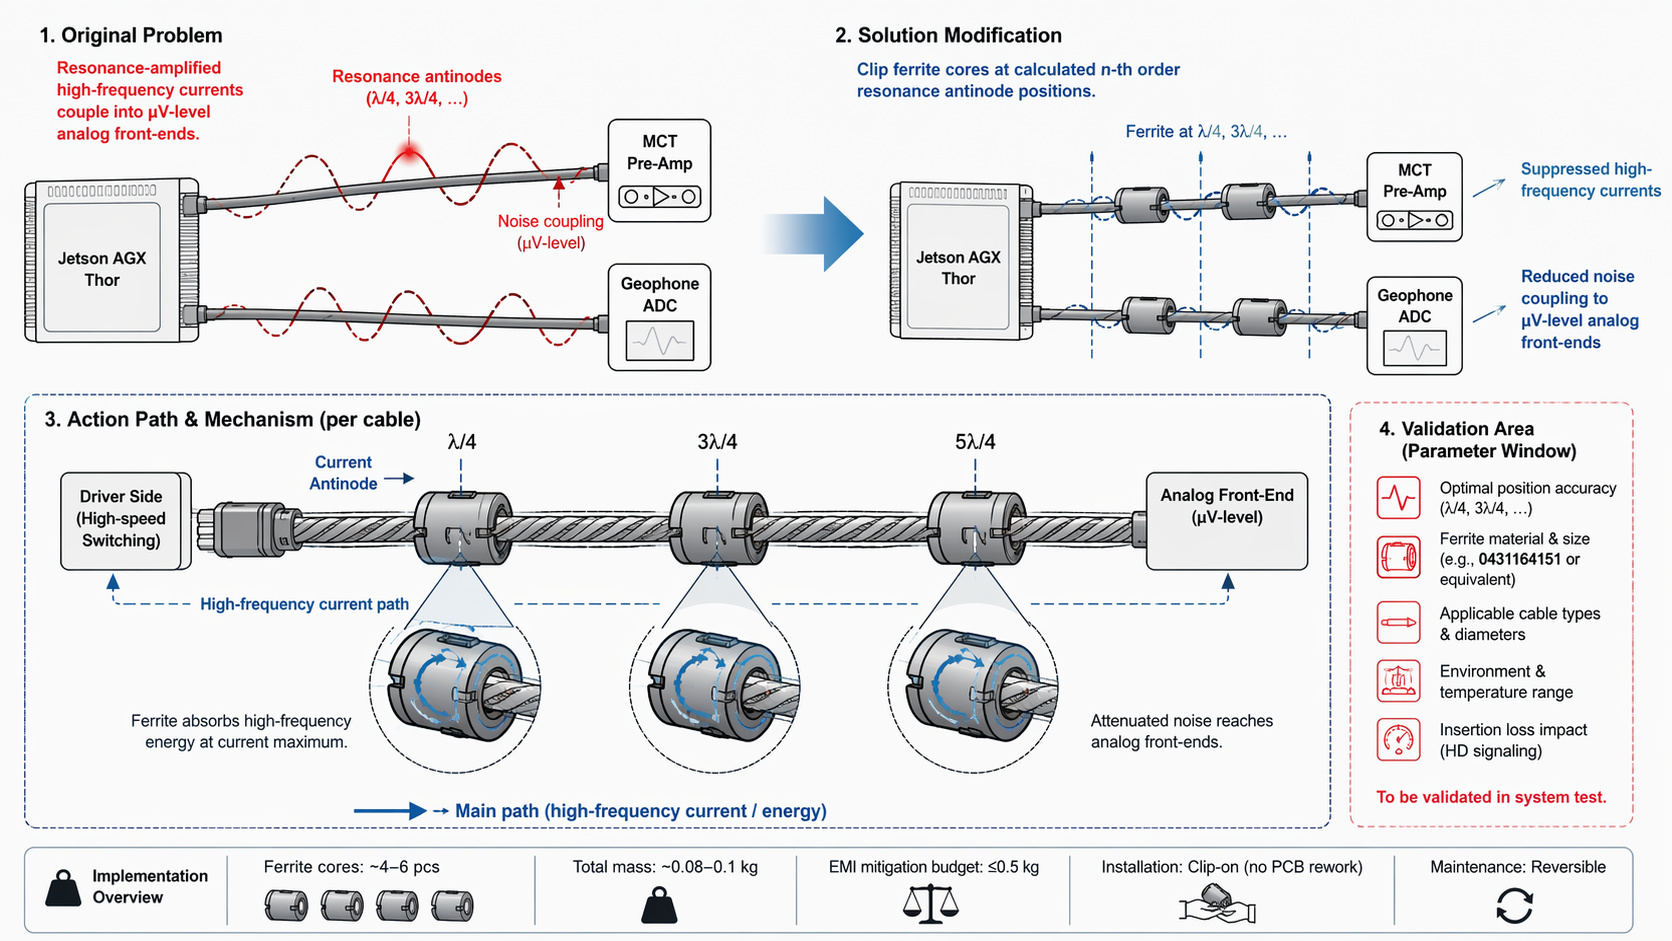 1. Original Problem
Resonance-amplified
high-frequency currents
couple into µV-level
analog front-ends.
Resonance antinodes
(λ/4, 3λ/4, ...)
Jetson AGX
Thor
MCT
Pre-Amp
Noise coupling
(µV-level)
Geophone
ADC
2. Solution Modification
Clip ferrite cores at calculated n-th order
resonance antinode positions.
Ferrite at λ/4, 3λ/4, ...
Jetson AGX
Thor
MCT
Pre-Amp
Suppressed high-
frequency currents
Geophone
ADC
Reduced noise
coupling to
µV-level analog
front-ends
3. Action Path & Mechanism (per cable)
λ/4
3λ/4
5λ/4
Current
Antinode
Driver Side
(High-speed
Switching)
Analog Front-End
(µV-level)
High-frequency current path
Ferrite absorbs high-frequency
energy at current maximum.
Attenuated noise reaches
analog front-ends.
Main path (high-frequency current / energy)
4. Validation Area
(Parameter Window)
Optimal position accuracy
(λ/4, 3λ/4, ...)
Ferrite material & size
(e.g., 0431164151 or
equivalent)
Applicable cable types
& diameters
Environment &
temperature range
Insertion loss impact
(HD signaling)
To be validated in system test.
Implementation
Overview
Ferrite cores: ~4–6 pcs
Total mass: ~0.08–0.1 kg
EMI mitigation budget: ≤0.5 kg
Installation: Clip-on (no PCB rework)
Maintenance: Reversible